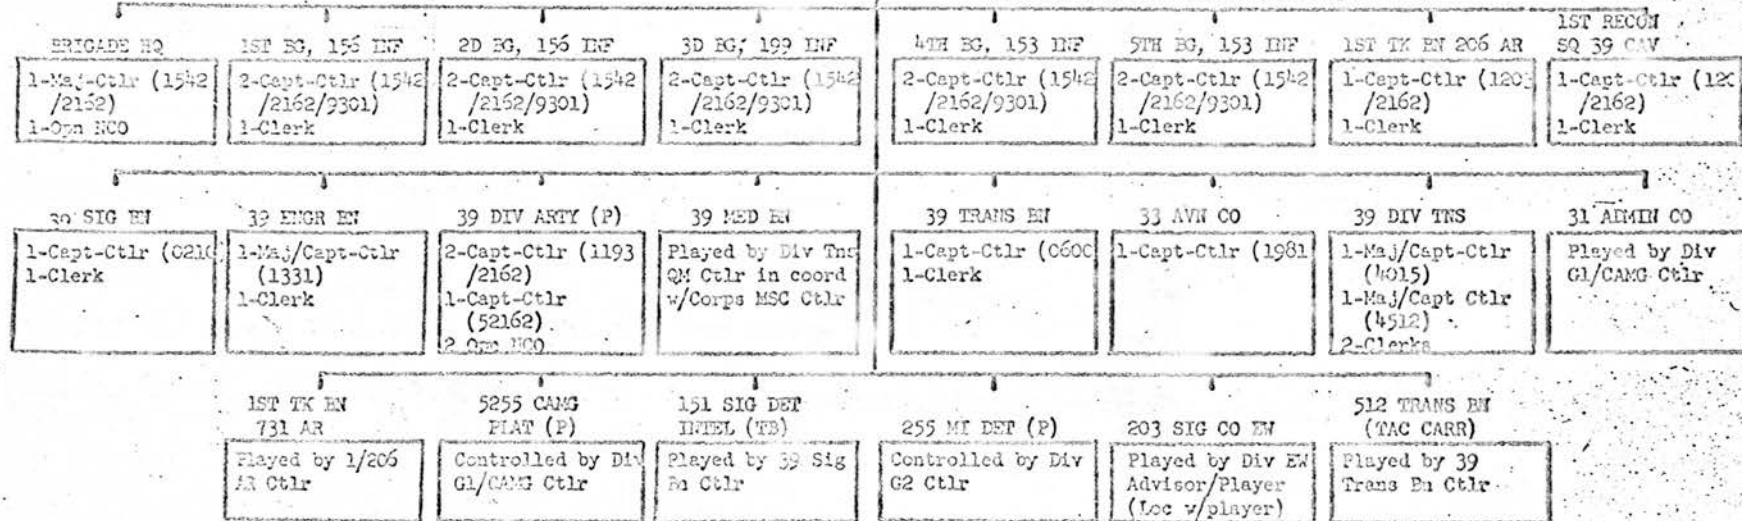 BRIGADE HQ
1-Maj-Ctlr (1542
/2162)
1-Opn NCO
1ST BG, 156 INF
2-Capt-Ctlr (1542
/2162/9301)
1-Clerk
2D BG, 156 INF
2-Capt-Ctlr (1542
/2162/9301)
1-Clerk
3D BG, 199 INF
2-Capt-Ctlr (1542
/2162/9301)
1-Clerk
4TH BG, 153 INF
2-Capt-Ctlr (1542
/2162/9301)
1-Clerk
5TH BG, 153 INF
2-Capt-Ctlr (1542
/2162/9301)
1-Clerk
1ST TK BN 206 AR
1-Capt-Ctlr (1203
/2162)
1-Clerk
1ST RECON
SQ 39 CAV
1-Capt-Ctlr (120
/2162)
1-Clerk
39 SIG BN
1-Capt-Ctlr (0210
1-Clerk
39 ENGR BN
1-Maj/Capt-Ctlr
(1331)
1-Clerk
39 DIV ARTY (P)
2-Capt-Ctlr (1193
/2162)
1-Capt-Ctlr
(52162)
2 Opn NCO
39 MED BN
Played by Div Tns
QM Ctlr in coord
w/Corps MSC Ctlr
39 TRANS BN
1-Capt-Ctlr (0600
1-Clerk
33 AVN CO
1-Capt-Ctlr (1981
39 DIV TNS
1-Maj/Capt-Ctlr
(4015)
1-Maj/Capt Ctlr
(4512)
2-Clerks
31 ADMIN CO
Played by Div
G1/CAMG Ctlr
1ST TK BN
731 AR
Played by 1/206
AR Ctlr
5255 CAMG
PLAT (P)
Controlled by Div
G1/CAMG Ctlr
151 SIG DET
INTEL (TB)
Played by 39 Sig
Bn Ctlr
255 MI DET (P)
Controlled by Div
G2 Ctlr
203 SIG CO EW
Played by Div EW
Advisor/Player
(Loc w/player)
512 TRANS BN
(TAC CARR)
Played by 39
Trans Bn Ctlr